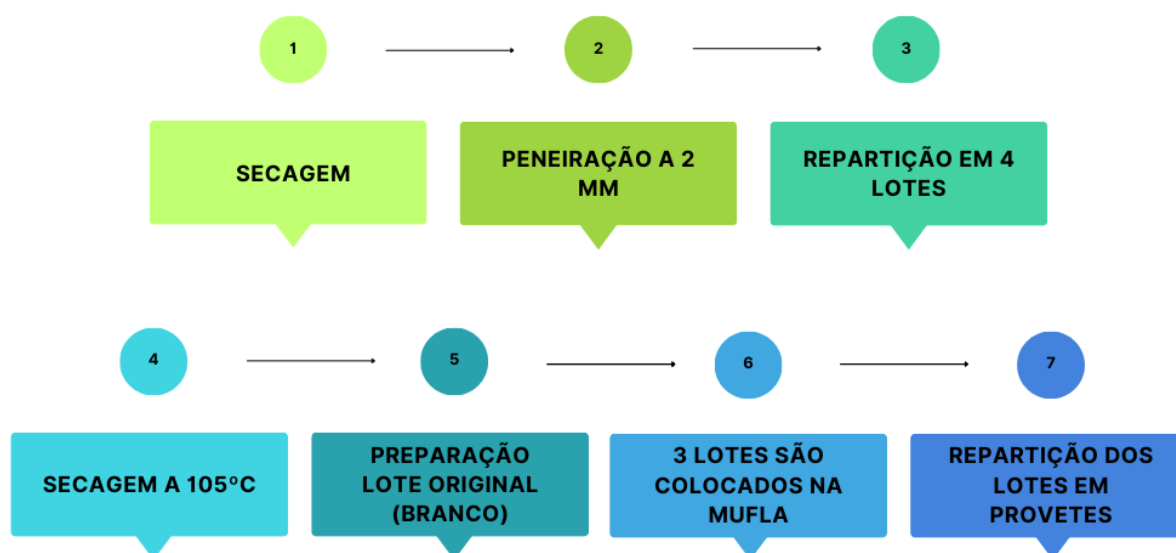 1
2
3
SECAGEM
PENEIRAÇÃO A 2
MM
REPARTIÇÃO EM 4
LOTES
4
5
6
7
SECAGEM A 105ºC
PREPARAÇÃO
LOTE ORIGINAL
(BRANCO)
3 LOTES SÃO
COLOCADOS NA
MUFLA
REPARTIÇÃO DOS
LOTES EM
PROVETES